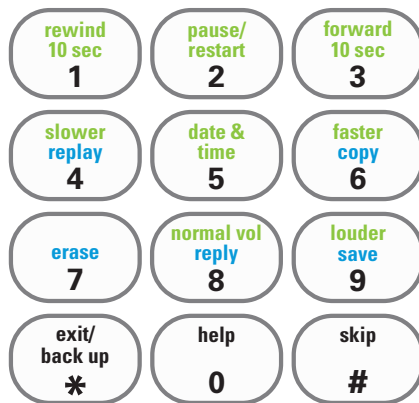 rewind
10 sec
1
pause/
restart
2
forward
10 sec
3
slower
replay
4
date &
time
5
faster
copy
6
erase
7
normal vol
reply
8
louder
save
9
exit/
back up
*
help
0
skip
#